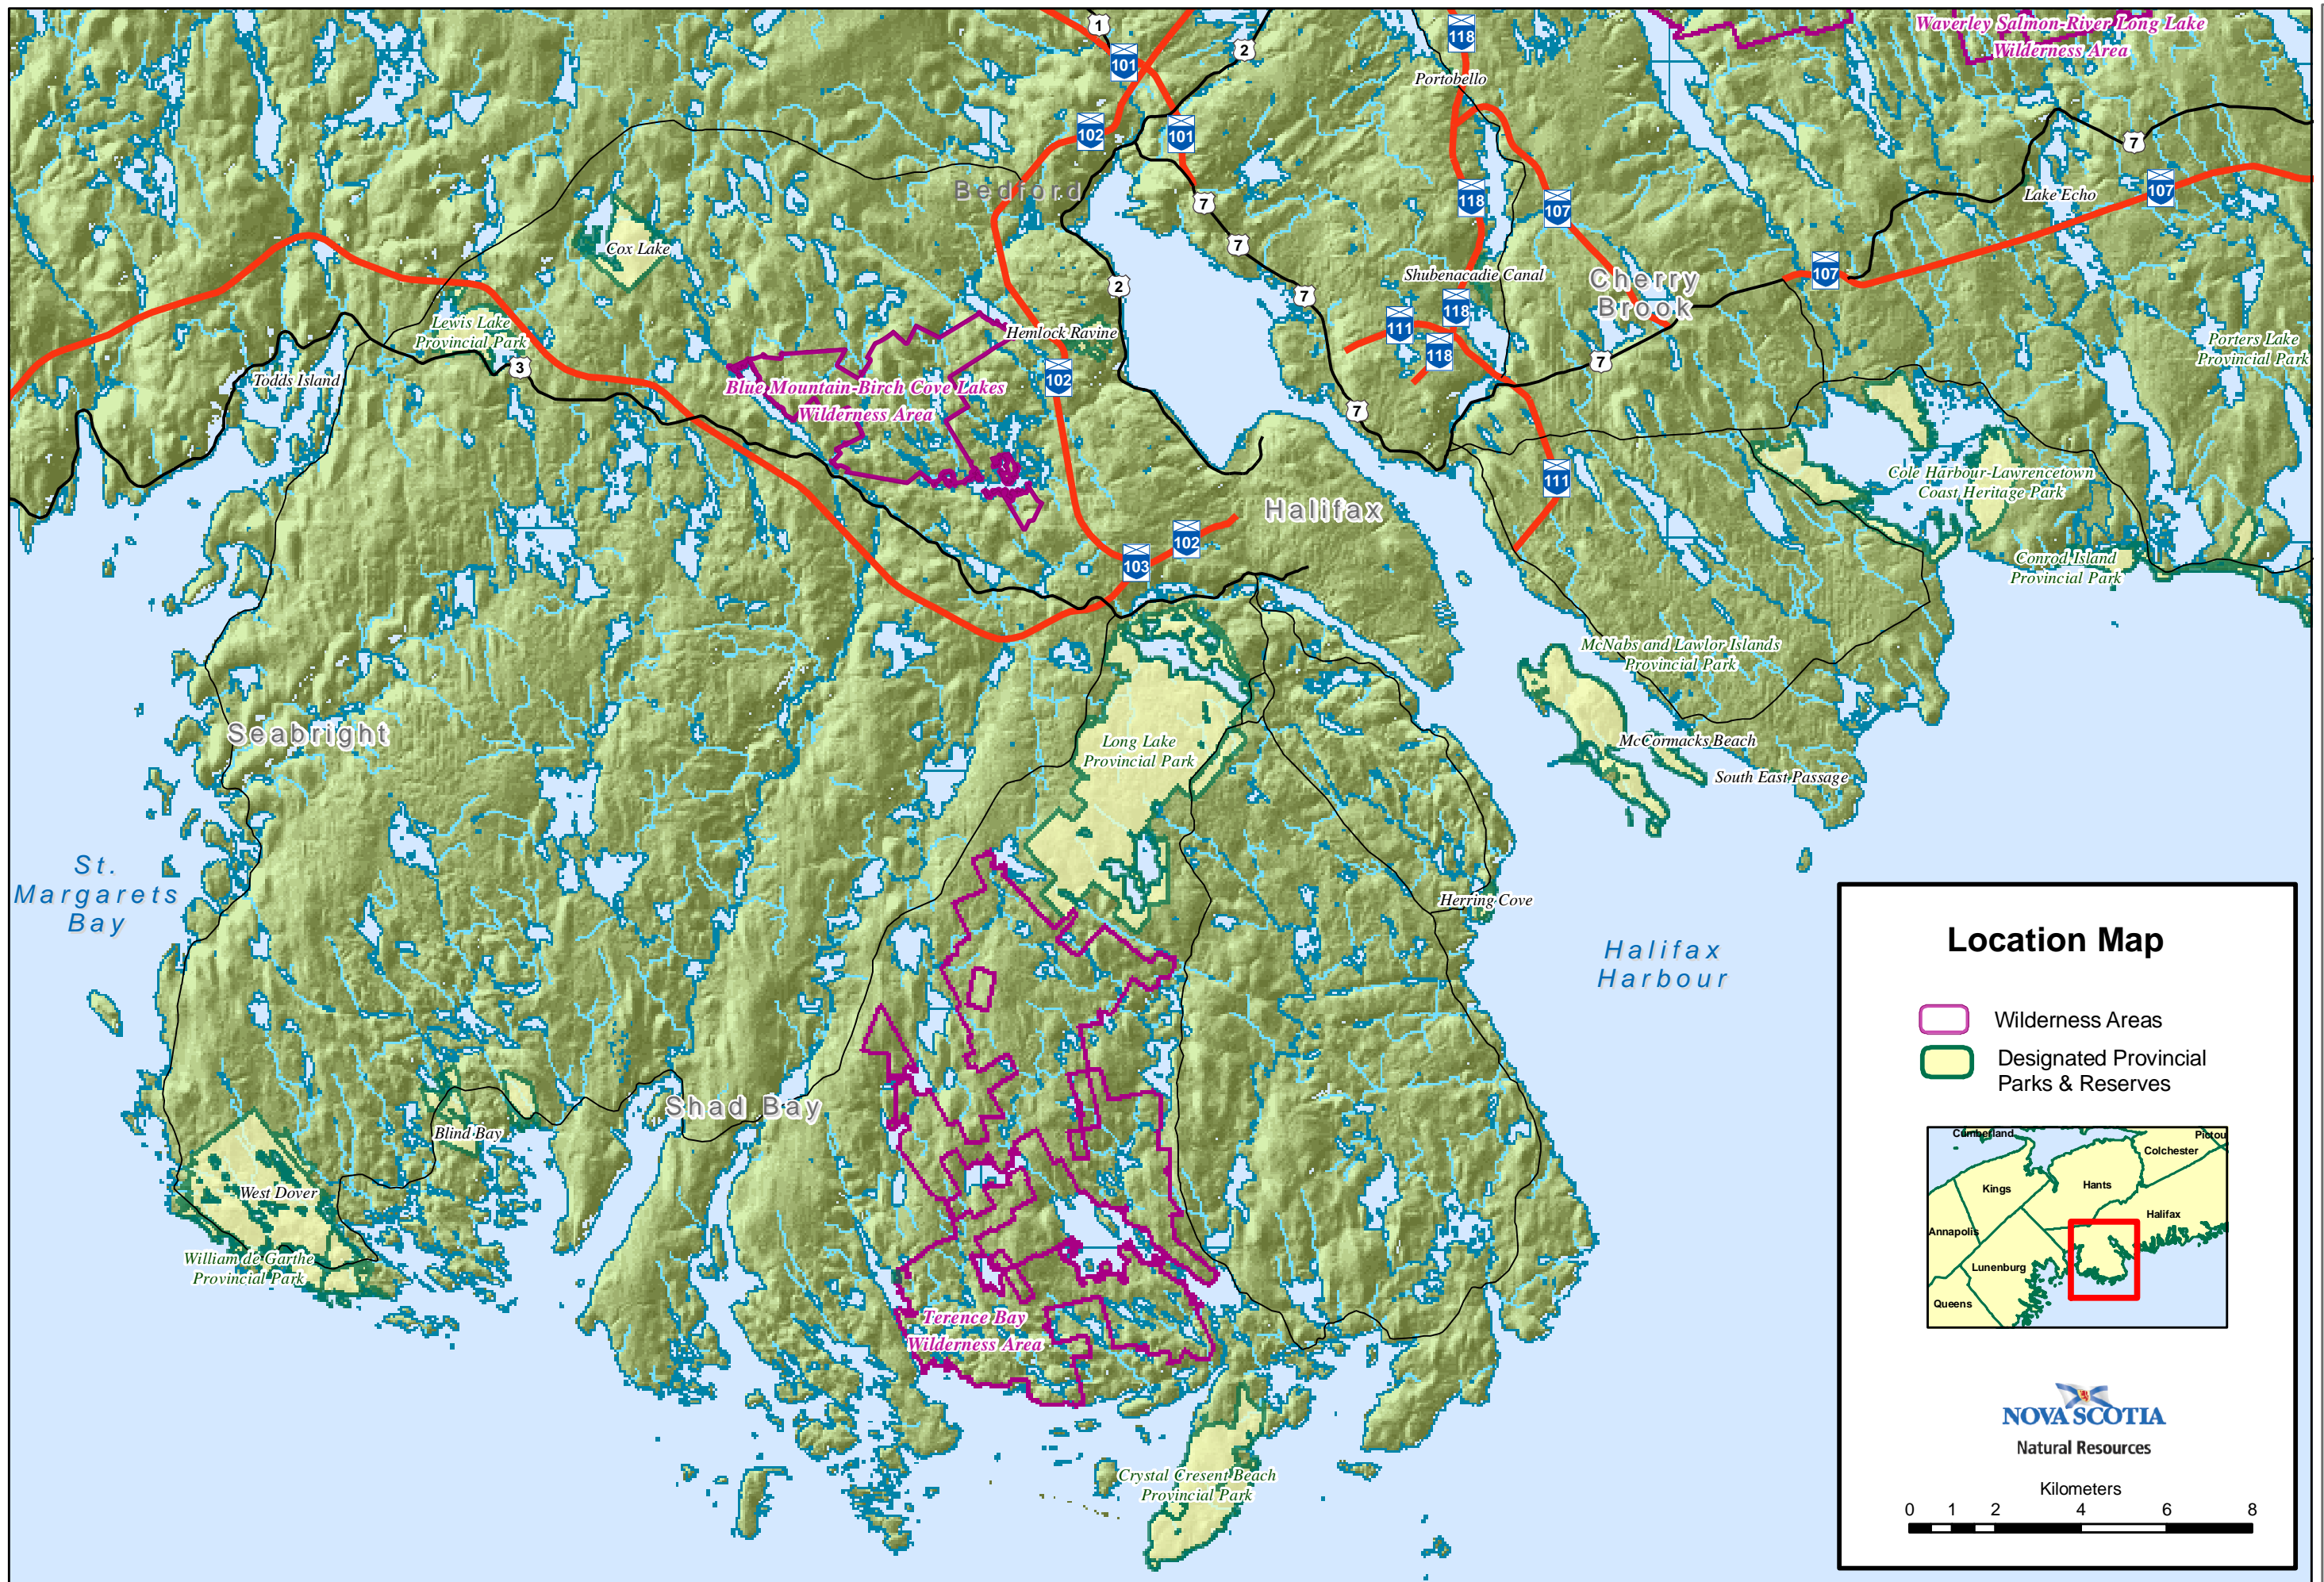 Waverley Salmon-River Long Lake
Wilderness Area
1
2
101
118
Portobello
102
101
7
Bedford
7
118
107
Lake Echo
107
7
Cox Lake
2
7
Shubenacadie Canal
Cherry
Brook
107
Lewis Lake
Provincial Park
3
Todds Island
Hemlock Ravine
7
111
118
118
7
Porters Lake
Provincial Park
Blue Mountain-Birch Cove Lakes
Wilderness Area
102
7
Halifax
111
Cole Harbour-Lawrencetown
Coast Heritage Park
102
103
Conrod Island
Provincial Park
McNabs and Lawlor Islands
Provincial Park
Seabright
Long Lake
Provincial Park
McCormacks Beach
South East Passage
St.
Margarets
Bay
Herring Cove
Halifax
Harbour
Shad Bay
Blind Bay
West Dover
William de Garthe
Provincial Park
Terence Bay
Wilderness Area
Crystal Cresent Beach
Provincial Park
Location Map
Wilderness Areas
Designated Provincial
Parks & Reserves
Cumberland
Pictou
Colchester
Kings
Hants
Halifax
Annapolis
Lunenburg
Queens
NOVA SCOTIA
Natural Resources
Kilometers
0 1 2 4 6 8